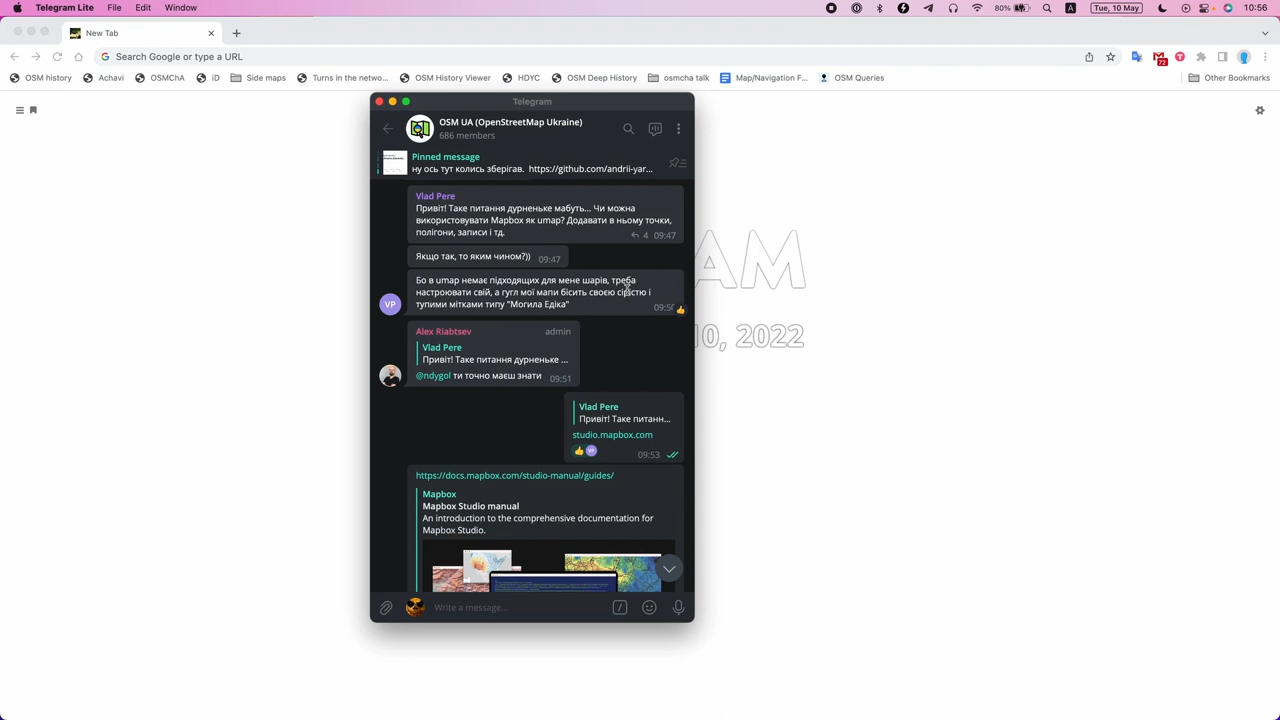 Telegram Lite File Edit Window
80% A Tue, 10 May 10:56
New Tab
Search Google or type a URL
72
OSM history Achavi OSMChA iD Side maps Turns in the netwo... OSM History Viewer HDYC OSM Deep History osmcha talk Map/Navigation F... OSM Queries Other Bookmarks
Telegram
OSM UA (OpenStreetMap Ukraine)
686 members
Pinned message
ну ось тут колись зберігав. https://github.com/andrii-yar...
Vlad Pere
Привіт! Таке питання дурненьке мабуть... Чи можна
використовувати Mapbox як umap? Додавати в ньому точки,
полігони, записи і тд.
4 09:47
Якщо так, то яким чином?)) 09:47
Бо в umap немає підходящих для мене шарів, треба
настроювати свій, а гугл мої мапи бісить своєю сірістю і
тупими мітками типу "Могила Едіка"
VP
Alex Riabtsev admin
Vlad Pere
Привіт! Таке питання дурненьке ...
@ndygol ти точно маєш знати 09:51
Vlad Pere
Привіт! Таке питанн...
studio.mapbox.com
VP 09:53
https://docs.mapbox.com/studio-manual/guides/
Mapbox
Mapbox Studio manual
An introduction to the comprehensive documentation for
Mapbox Studio.
Write a message...
AM
10, 2022